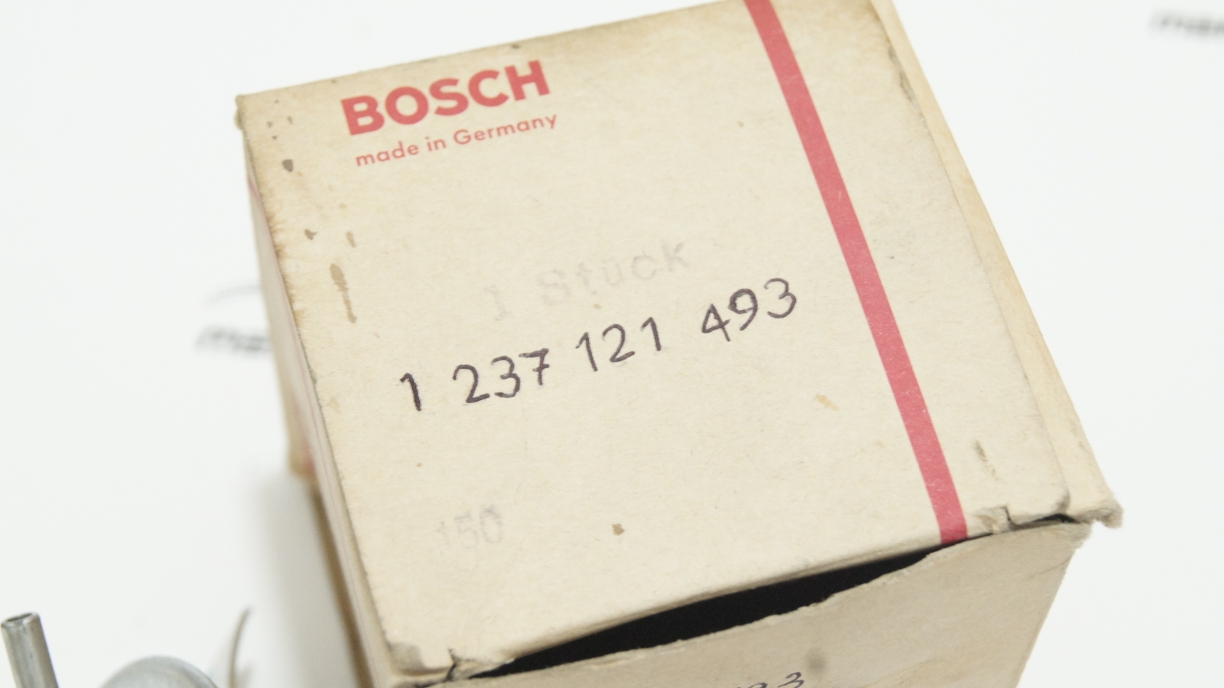 BOSCH
made in Germany
1 Stück
1 237 121 493
150